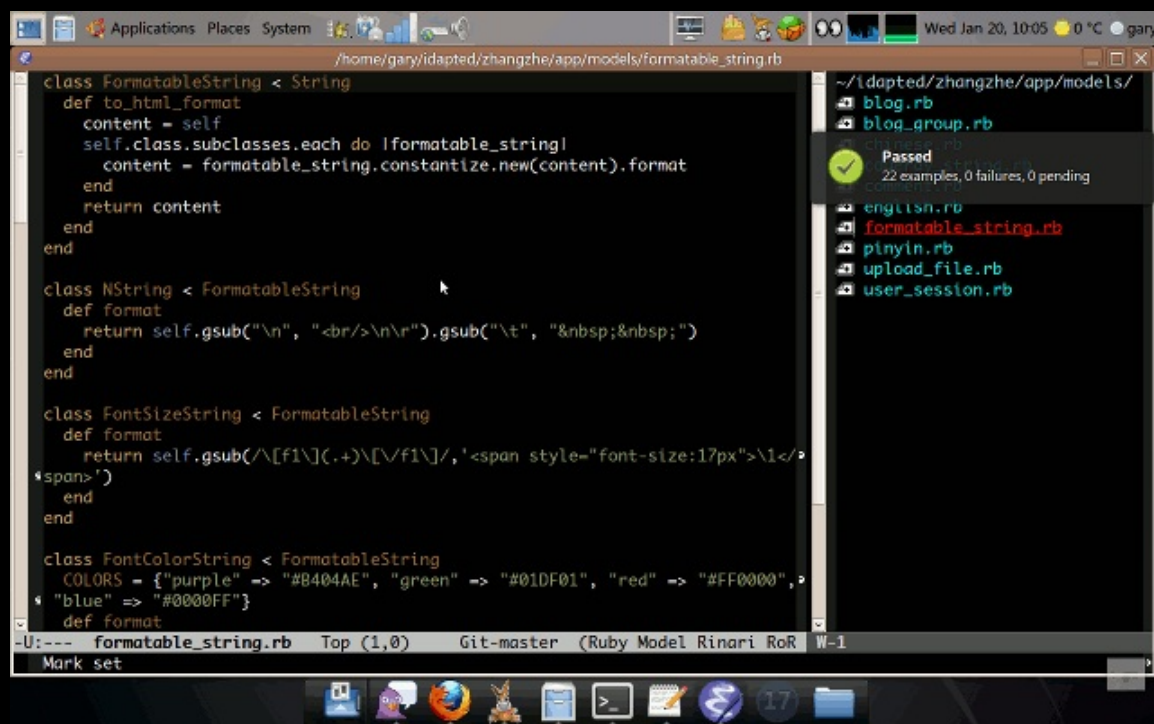 Applications Places System
Wed Jan 20, 10:05 0 °C gary
/home/gary/idapted/zhangzhe/app/models/formatable_string.rb
class FormatableString < String
  def to_html_format
    content = self
    self.class.subclasses.each do |formatable_string|
      content = formatable_string.constantize.new(content).format
    end
    return content
  end
end
class NString < FormatableString
  def format
    return self.gsub("\n", "<br/>\n\r").gsub("\t", "&nbsp;&nbsp;")
  end
end
class FontSizeString < FormatableString
  def format
    return self.gsub(/\[f1\](.+)\[\/f1\]/,'<span style="font-size:17px">\1</
span>')
  end
end
class FontColorString < FormatableString
  COLORS = {"purple" => "#B404AE", "green" => "#01DF01", "red" => "#FF0000",
 "blue" => "#0000FF"}
  def format
-U:---  formatable_string.rb   Top (1,0)     Git-master  (Ruby Model Rinari RoR
Mark set
~/idapted/zhangzhe/app/models/
blog.rb
blog_group.rb
chinese.rb
Passed
22 examples, 0 failures, 0 pending
comment.rb
english.rb
formatable_string.rb
pinyin.rb
upload_file.rb
user_session.rb
W-1
17